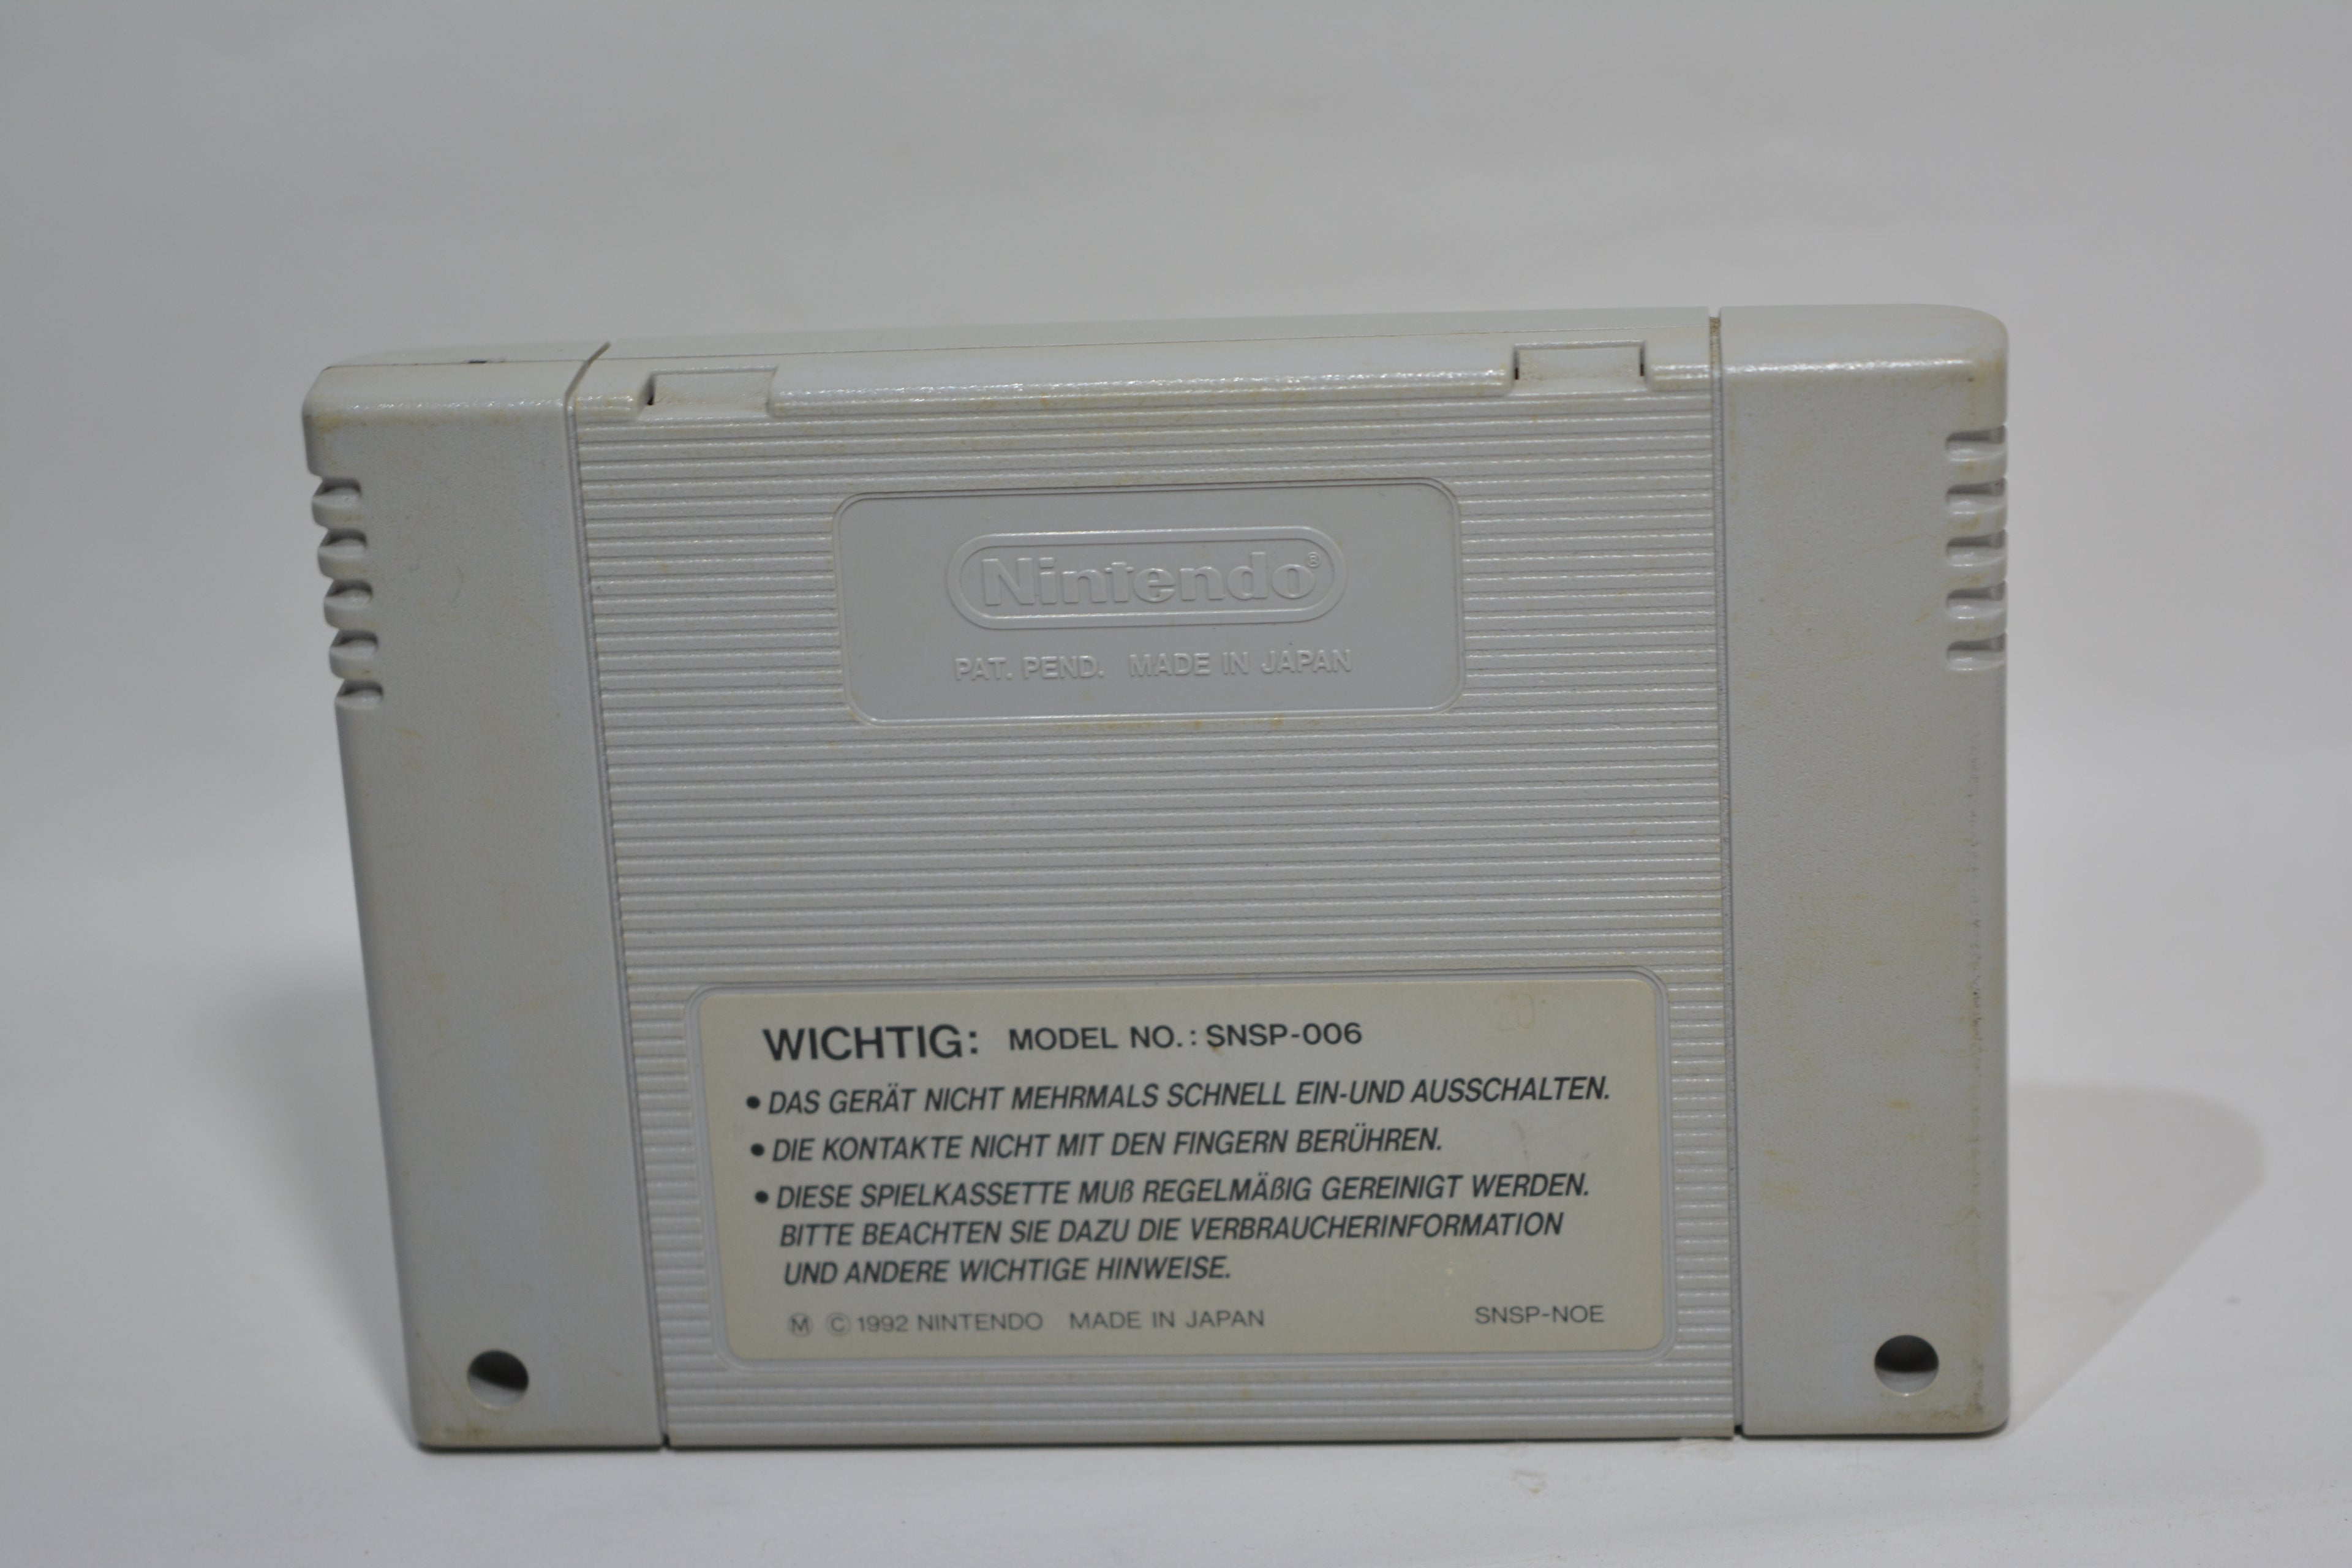 Nintendo®
PAT. PEND. MADE IN JAPAN
WICHTIG: MODEL NO.: SNSP-006
• DAS GERÄT NICHT MEHRMALS SCHNELL EIN-UND AUSSCHALTEN.
• DIE KONTAKTE NICHT MIT DEN FINGERN BERÜHREN.
• DIESE SPIELKASSETTE MUß REGELMÄßIG GEREINIGT WERDEN.
BITTE BEACHTEN SIE DAZU DIE VERBRAUCHERINFORMATION
UND ANDERE WICHTIGE HINWEISE.
Ⓜ © 1992 NINTENDO MADE IN JAPAN SNSP-NOE